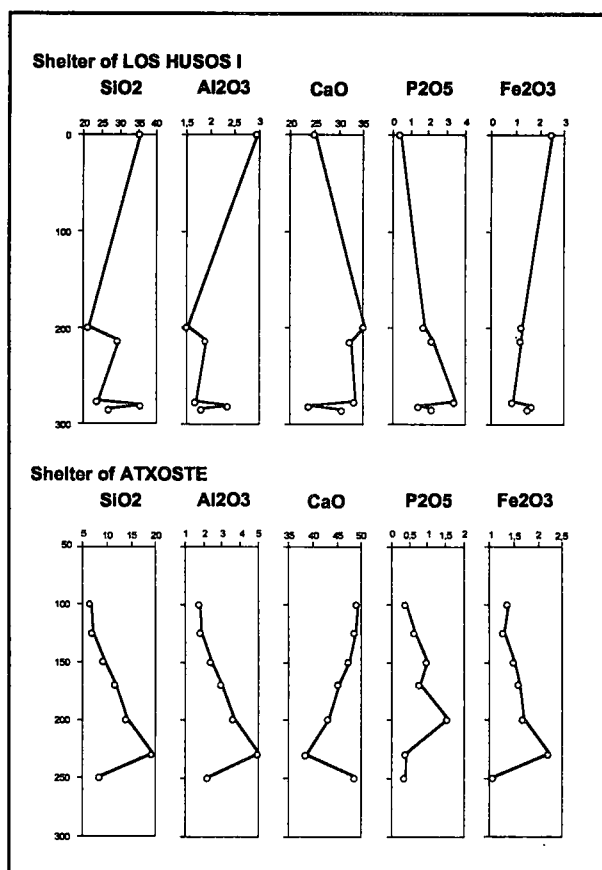 Shelter of LOS HUSOS I
SiO2 Al2O3 CaO P2O5 Fe2O3
20 25 30 35 40 1,5 2 2,5 3 20 25 30 35 0 1 2 3 4 0 1 2 3
0
100
200
300
Shelter of ATXOSTE
SiO2 Al2O3 CaO P2O5 Fe2O3
5 10 15 20 1 2 3 4 5 35 40 45 50 0 0,5 1 1,5 2 1 1,5 2 2,5
50
100
150
200
250
300